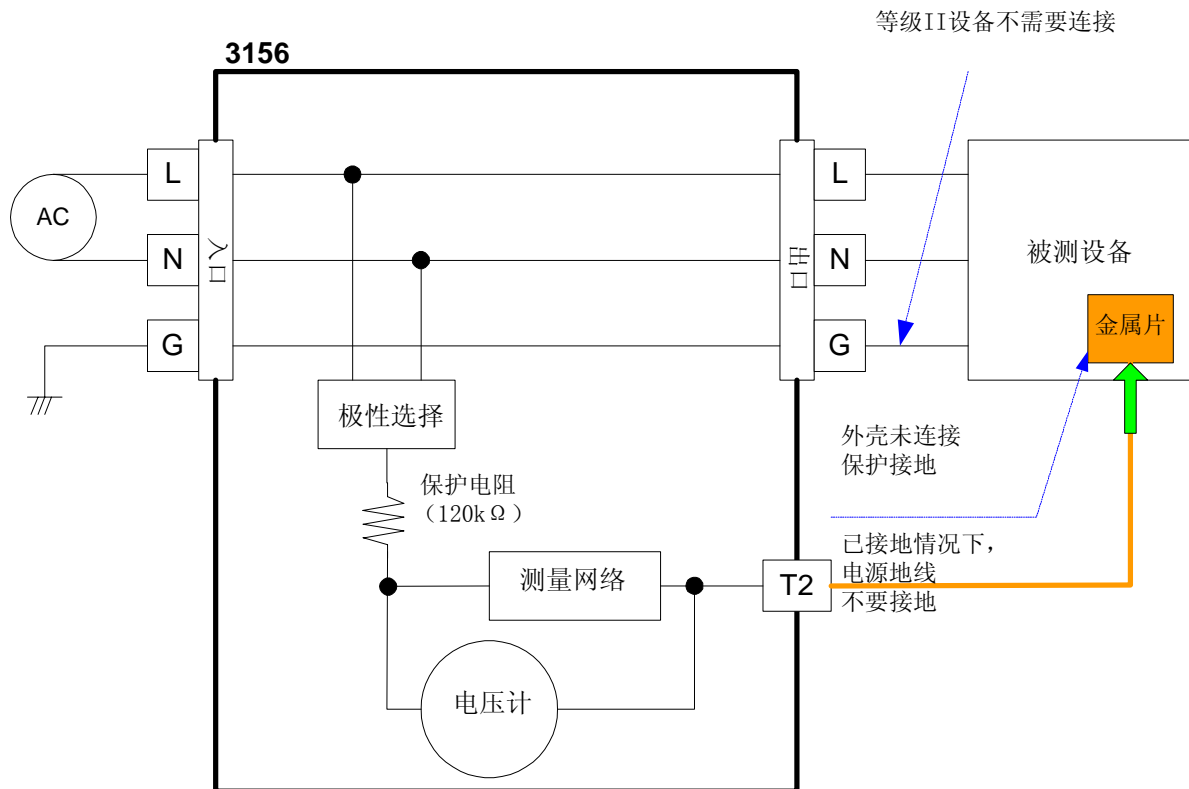 等级II设备不需要连接
3156
L
L
AC
N
入口
出口
N
被测设备
G
G
金属片
极性选择
外壳未连接
保护接地
保护电阻
（120kΩ）
已接地情况下，
电源地线
不要接地
测量网络
T2
电压计